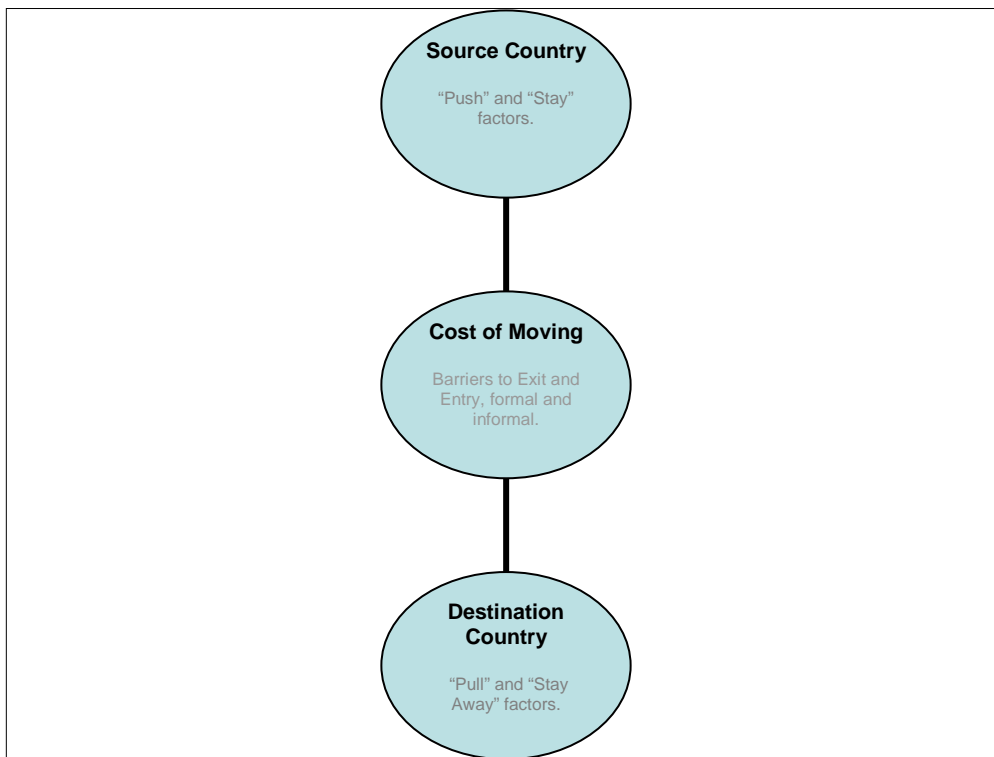 Source Country
“Push” and “Stay”
factors.
Cost of Moving
Barriers to Exit and
Entry, formal and
informal.
Destination
Country
“Pull” and “Stay
Away” factors.